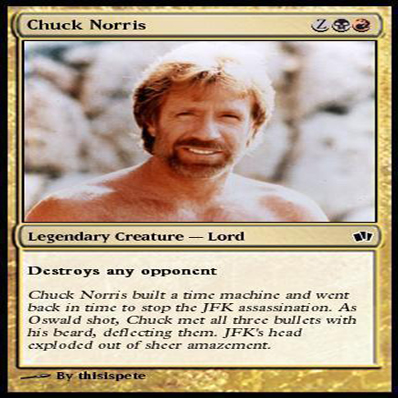 Chuck Norris Z
Legendary Creature — Lord
Destroys any opponent
Chuck Norris built a time machine and went
back in time to stop the JFK assassination. As
Oswald shot, Chuck met all three bullets with
his beard, deflecting them. JFK's head
exploded out of sheer amazement.
By thisispete